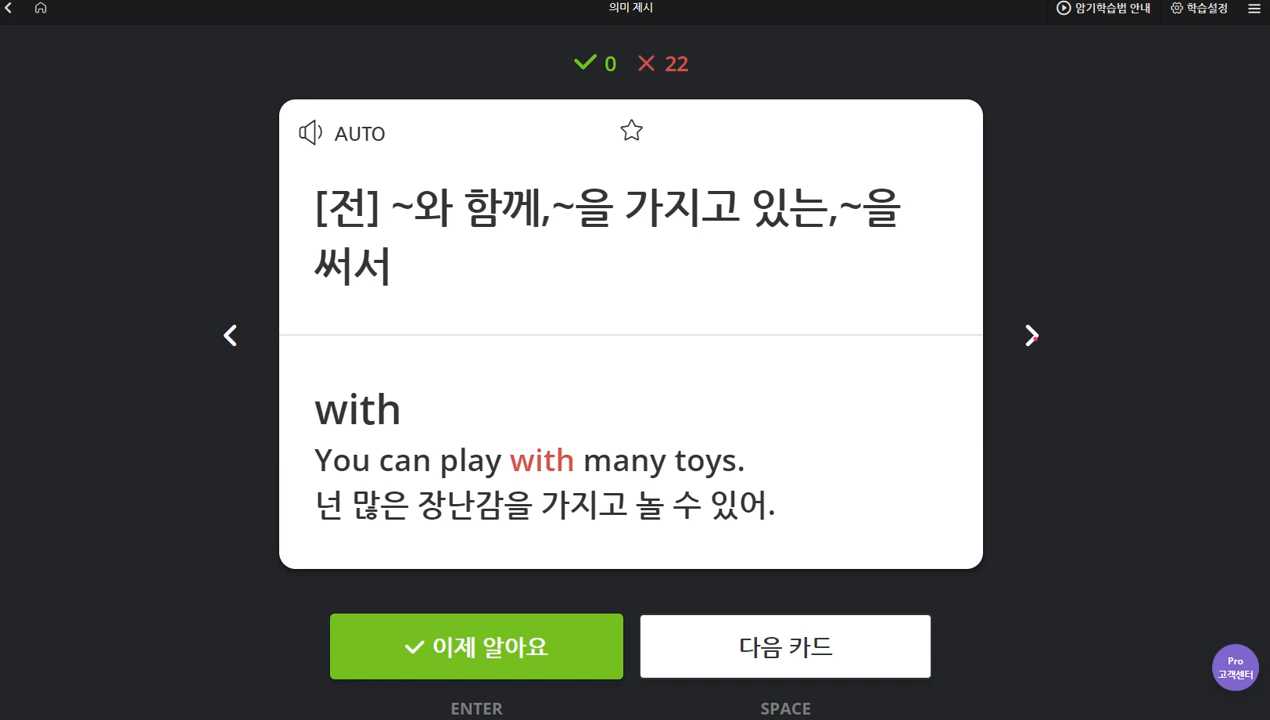 의미 제시
암기학습법 안내
학습설정
0 22
AUTO
[전] ~와 함께,~을 가지고 있는,~을
써서
with
You can play with many toys.
넌 많은 장난감을 가지고 놀 수 있어.
이제 알아요
다음 카드
Pro
고객센터
ENTER
SPACE